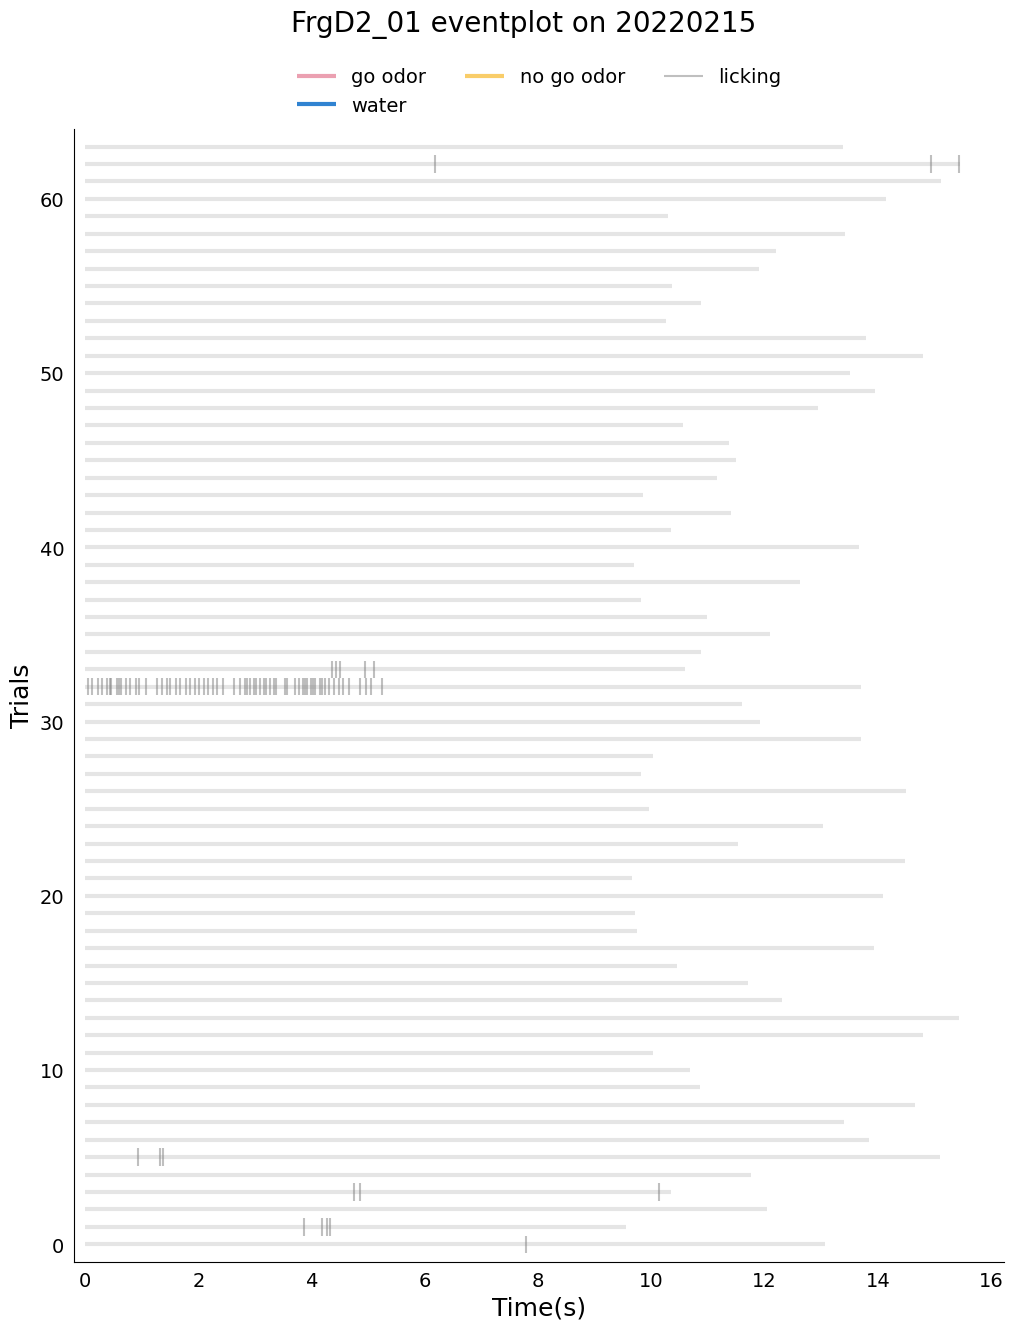 FrgD2_01 eventplot on 20220215
go odor
no go odor
licking
water
60
50
40
30
20
10
0
Trials
0 2 4 6 8 10 12 14 16
Time(s)